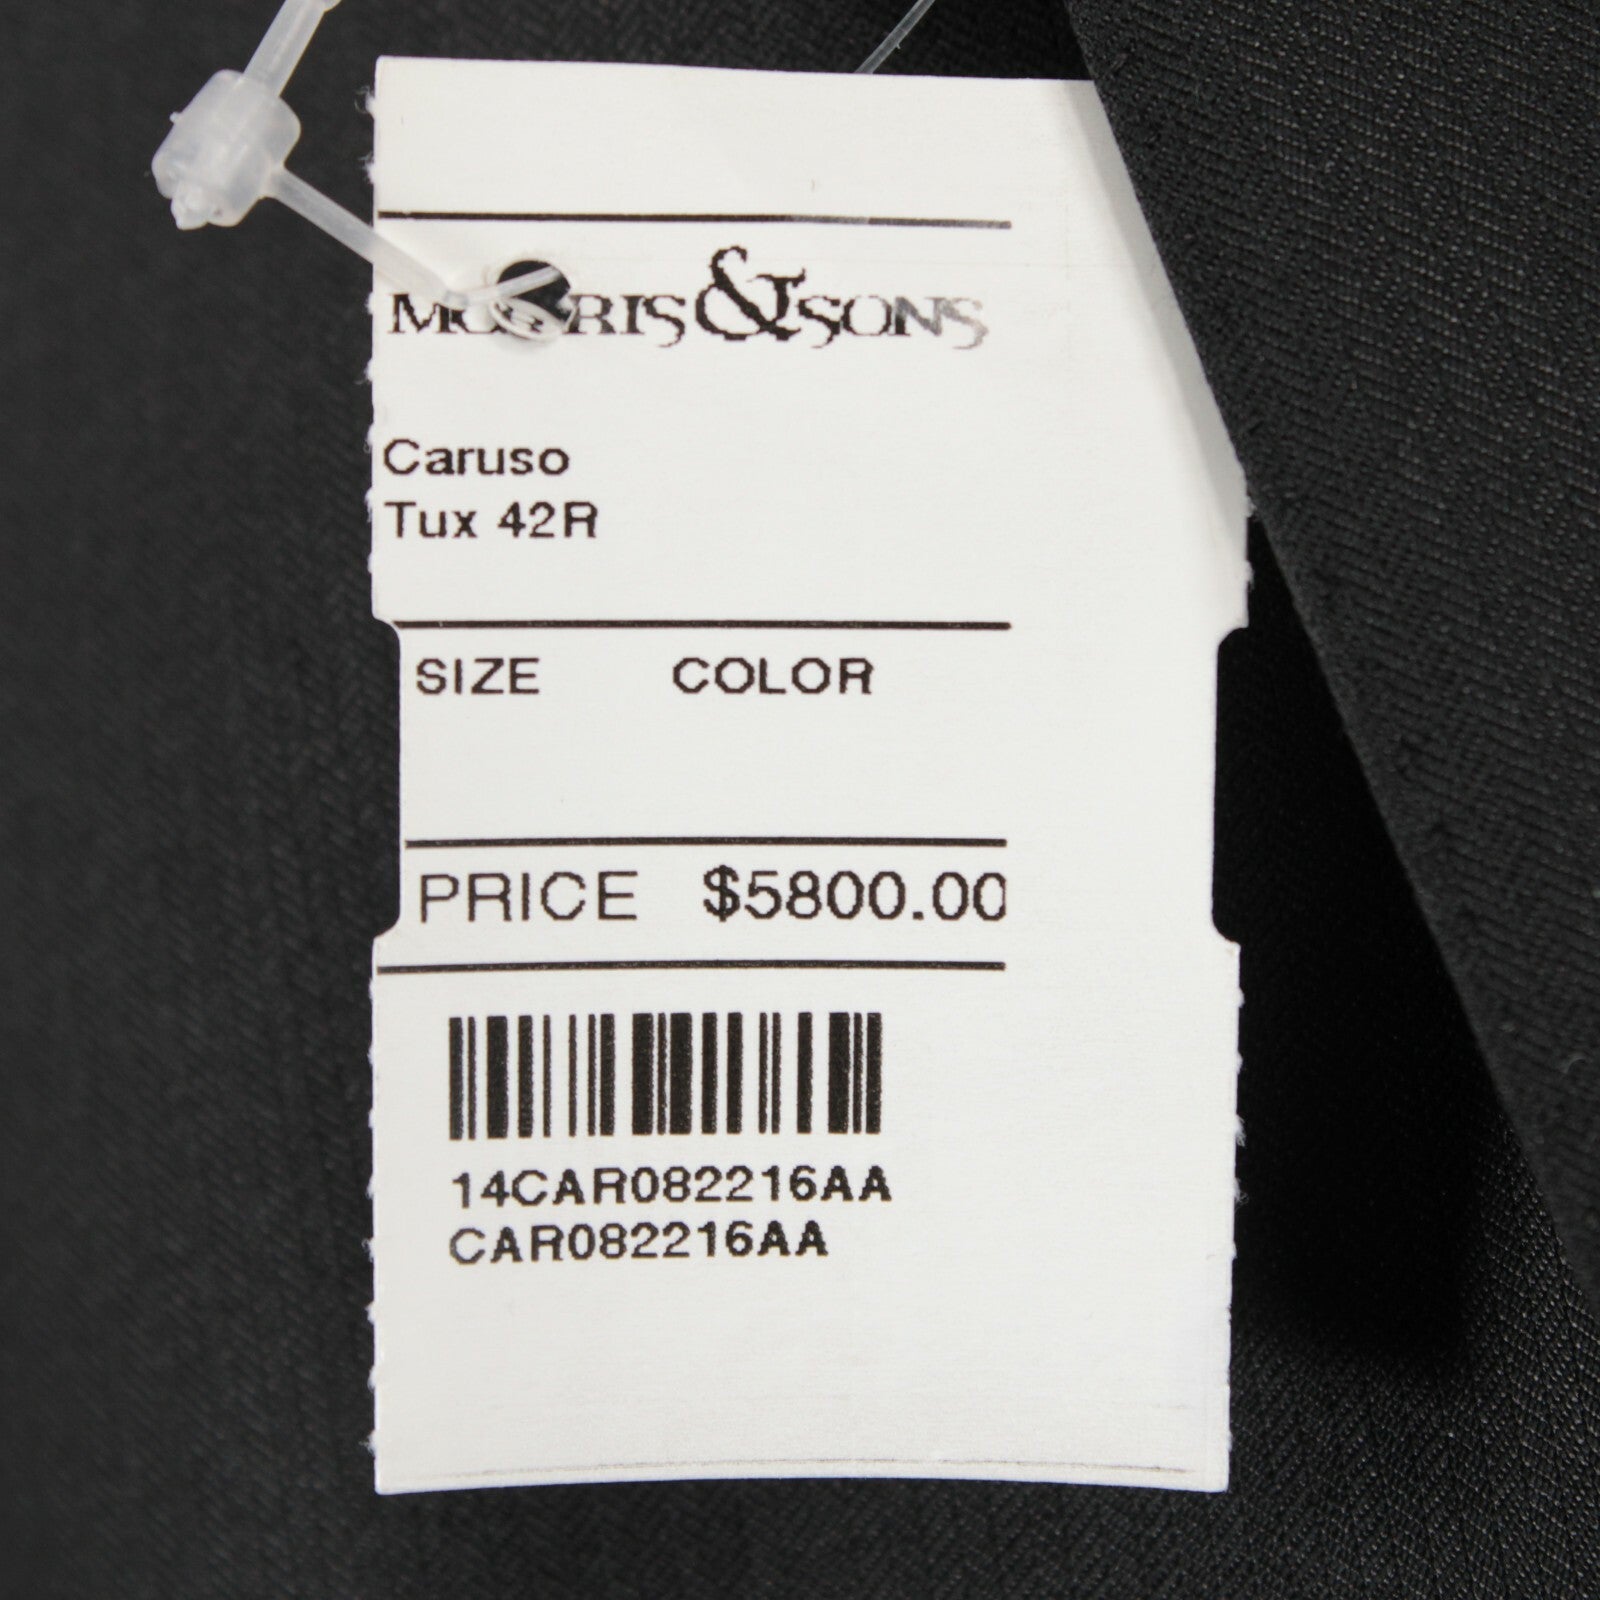 MORRIS & SONS
Caruso
Tux 42R
SIZE COLOR
PRICE $5800.00
14CAR082216AA
CAR082216AA